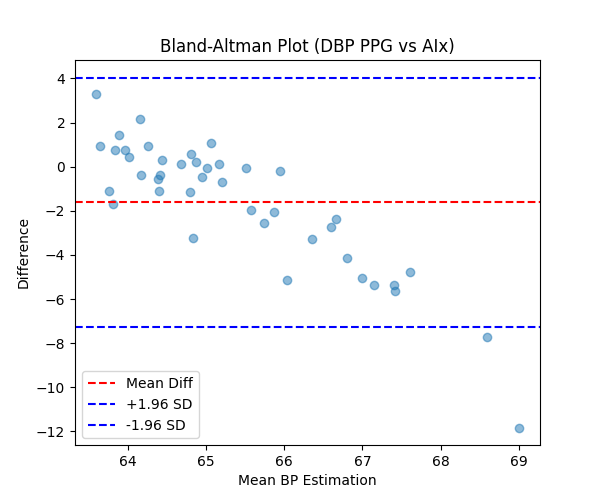 Bland-Altman Plot (DBP PPG vs AIx)
Difference
4
2
0
−2
−4
−6
−8
−10
−12
Mean Diff
+1.96 SD
-1.96 SD
64 65 66 67 68 69
Mean BP Estimation